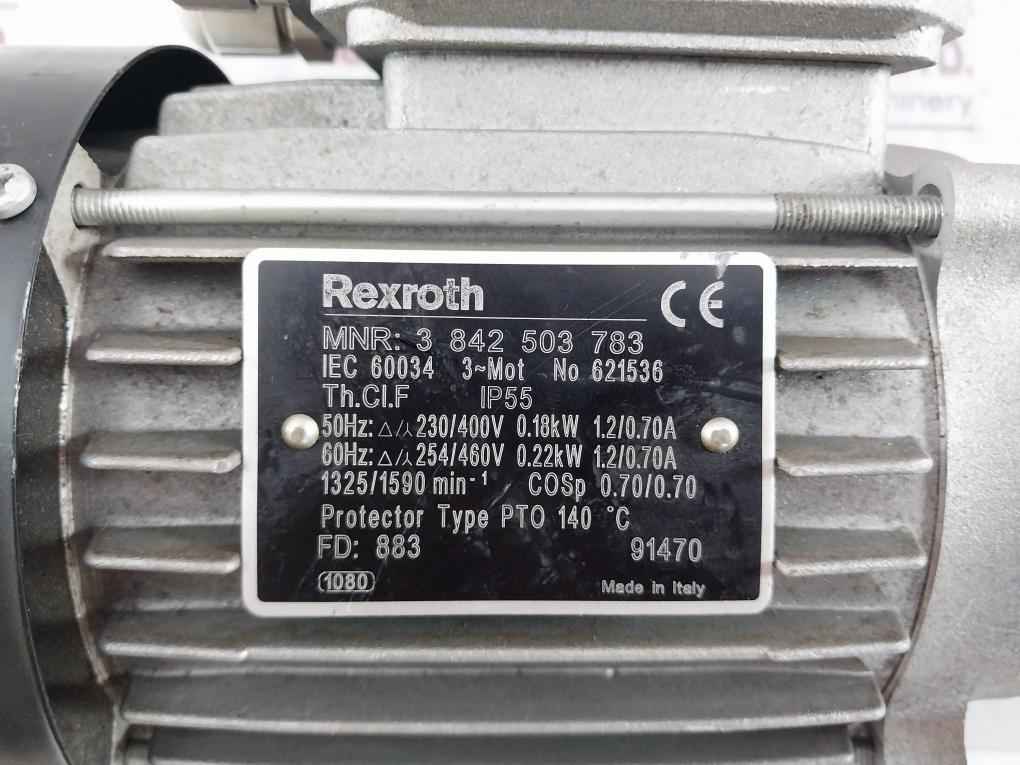 Rexroth CE
MNR: 3 842 503 783
IEC 60034 3~Mot No 621536
Th.Cl.F IP55
50Hz: △/⅄ 230/400V 0.18kW 1.2/0.70A
60Hz: △/⅄ 254/460V 0.22kW 1.2/0.70A
1325/1590 min-¹ COSp 0.70/0.70
Protector Type PTO 140 °C
FD: 883 91470
1080 Made in Italy